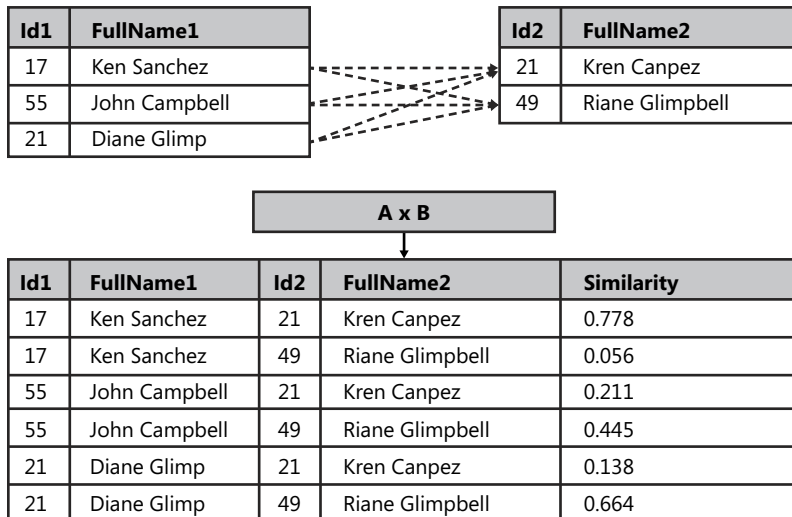 Id1 FullName1 Id2 FullName2
17 Ken Sanchez 21 Kren Canpez
55 John Campbell 49 Riane Glimpbell
21 Diane Glimp
A x B
Id1 FullName1 Id2 FullName2 Similarity
17 Ken Sanchez 21 Kren Canpez 0.778
17 Ken Sanchez 49 Riane Glimpbell 0.056
55 John Campbell 21 Kren Canpez 0.211
55 John Campbell 49 Riane Glimpbell 0.445
21 Diane Glimp 21 Kren Canpez 0.138
21 Diane Glimp 49 Riane Glimpbell 0.664